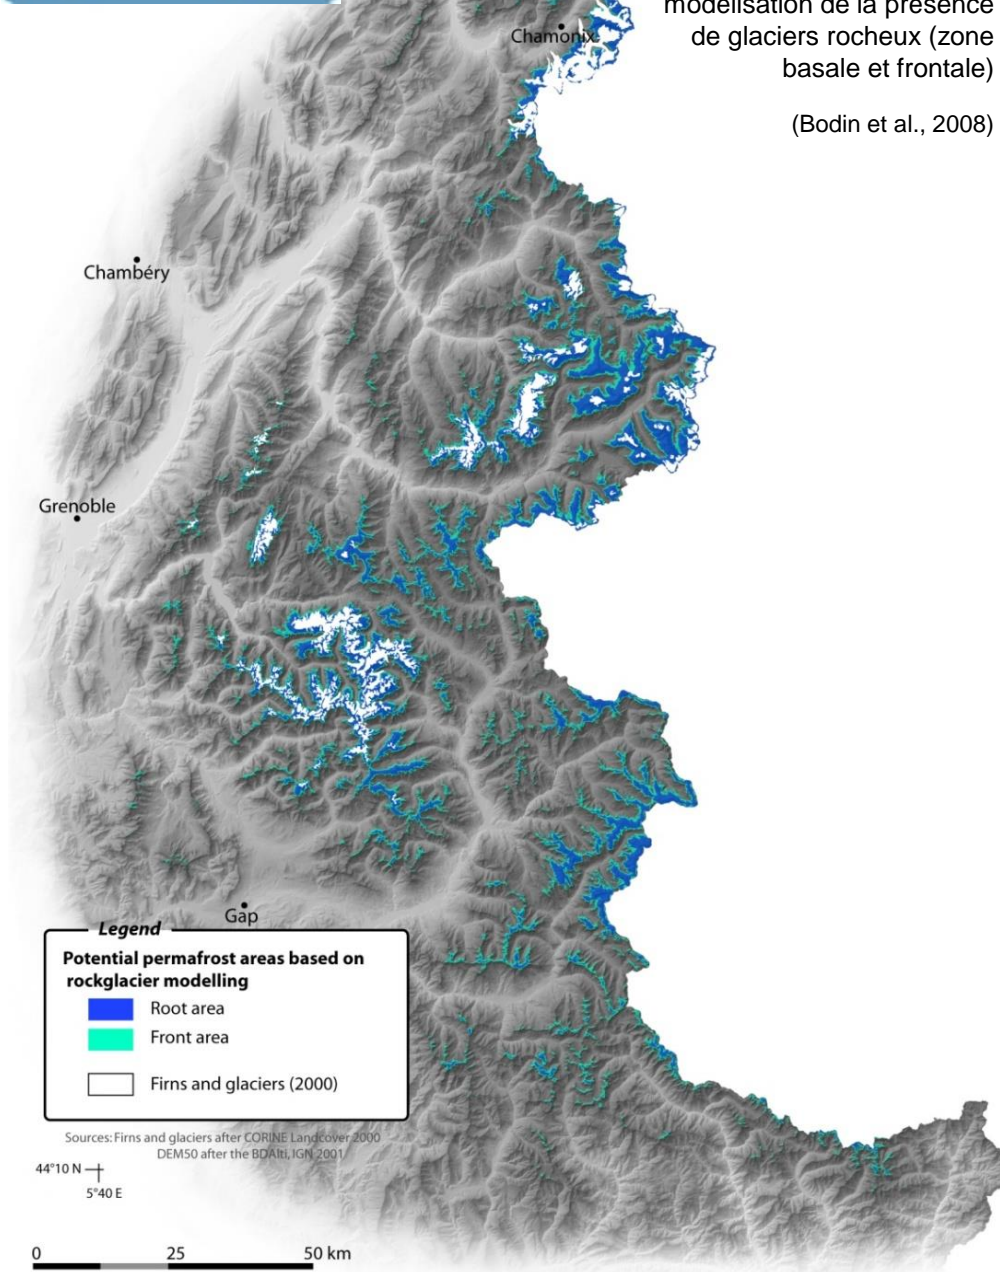 modélisation de la présence
de glaciers rocheux (zone
basale et frontale)
(Bodin et al., 2008)
Chamonix
Chambéry
Grenoble
Gap
Legend
Potential permafrost areas based on
rockglacier modelling
Root area
Front area
Firns and glaciers (2000)
Sources: Firns and glaciers after CORINE Landcover 2000
DEM50 after the BDAlti, IGN 2001
44°10 N
5°40 E
0 25 50 km